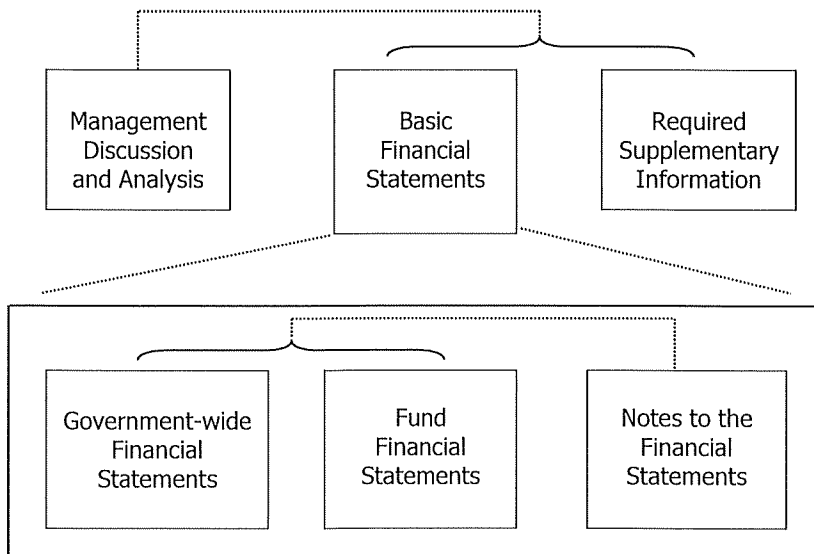 Management
Discussion
and Analysis
Basic
Financial
Statements
Required
Supplementary
Information
Government-wide
Financial
Statements
Fund
Financial
Statements
Notes to the
Financial
Statements